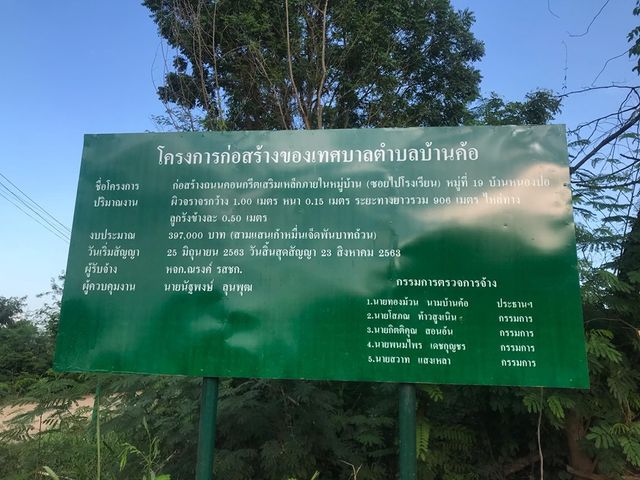 โครงการก่อสร้างของเทศบาลตำบลบ้านค้อ
ชื่อโครงการ ก่อสร้างถนนคอนกรีตเสริมเหล็กภายในหมู่บ้าน (ซอยไปโรงเรียน) หมู่ที่ 19 บ้านหนองปอ
ปริมาณงาน ผิวจราจรกว้าง 1.00 เมตร หนา 0.15 เมตร ระยะทางยาวรวม 906 เมตร ไหล่ทาง
ลูกรังข้างละ 0.50 เมตร
งบประมาณ 397,000 บาท (สามแสนเก้าหมื่นเจ็ดพันบาทถ้วน)
วันเริ่มสัญญา 25 มิถุนายน 2563 วันสิ้นสุดสัญญา 23 สิงหาคม 2563
ผู้รับจ้าง หจก.ณรงค์ รสชก.
ผู้ควบคุมงาน นายณัฐพงษ์ ลุนพุฒ
กรรมการตรวจการจ้าง
1.นายทองม้วน นามบ้านค้อ ประธานฯ
2.นายโสภณ ท้าวสูงเนิน กรรมการ
3.นายกิตติคุณ สอนอัน กรรมการ
4.นายพนมไพร เดชกุญชร กรรมการ
5.นายสวาท แสงเหลา กรรมการ